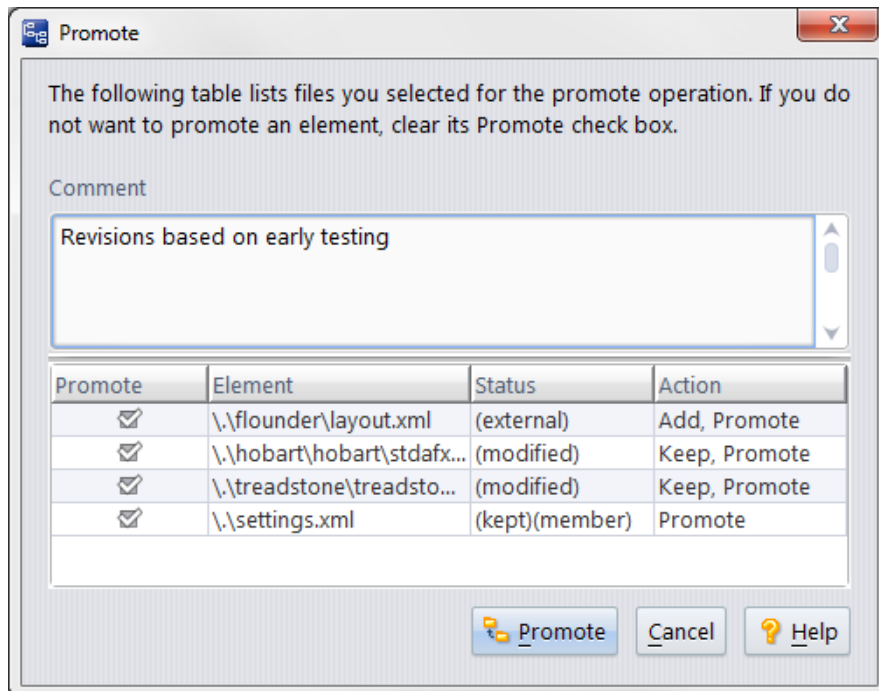 Promote
The following table lists files you selected for the promote operation. If you do
not want to promote an element, clear its Promote check box.
Comment
Revisions based on early testing
Promote Element Status Action
\.\flounder\layout.xml (external) Add, Promote
\.\hobart\hobart\stdafx... (modified) Keep, Promote
\.\treadstone\treadsto... (modified) Keep, Promote
\.\settings.xml (kept)(member) Promote
Promote Cancel Help